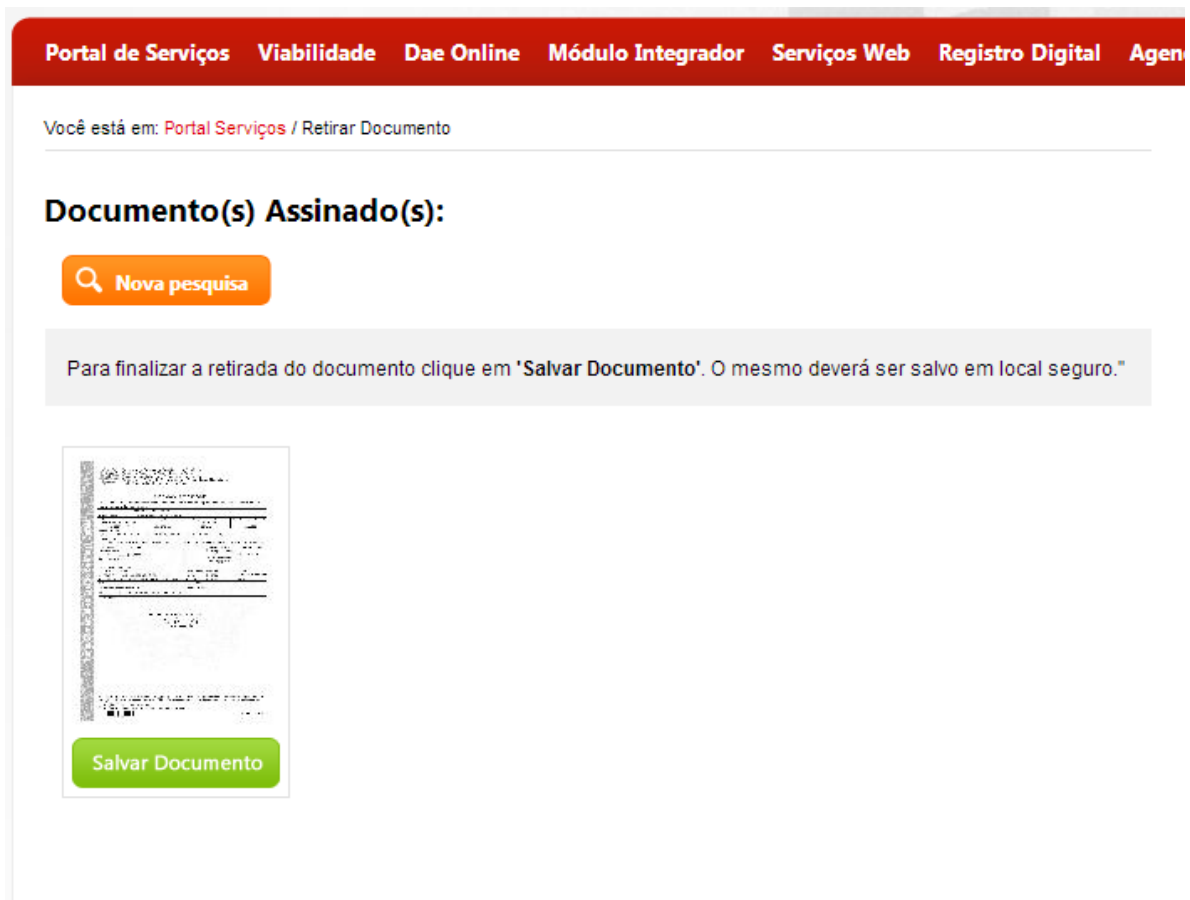 Portal de Serviços Viabilidade Dae Online Módulo Integrador Serviços Web Registro Digital Agen
Você está em: Portal Serviços / Retirar Documento
Documento(s) Assinado(s):
Nova pesquisa
Para finalizar a retirada do documento clique em 'Salvar Documento'. O mesmo deverá ser salvo em local seguro."
Salvar Documento